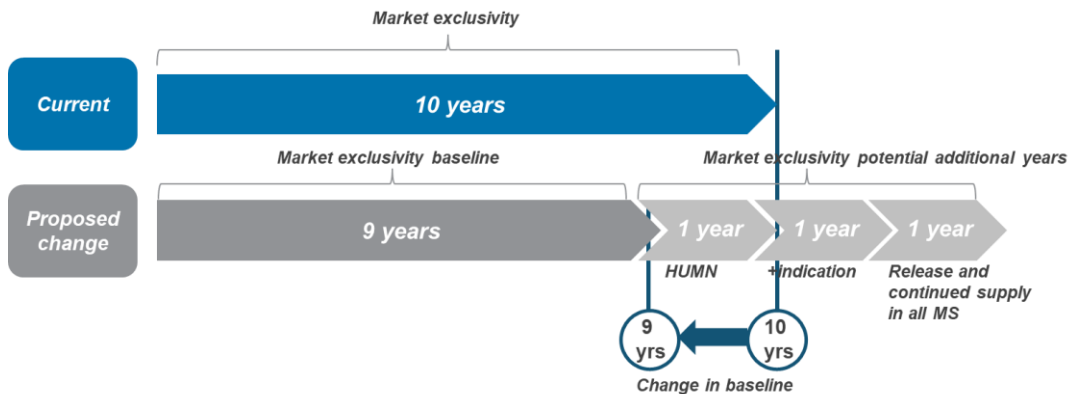 Market exclusivity
Current
10 years
Market exclusivity baseline
Market exclusivity potential additional years
Proposed
change
9 years
1 year
1 year
1 year
HUMN
+indication
Release and
continued supply
in all MS
9
yrs
10
yrs
Change in baseline